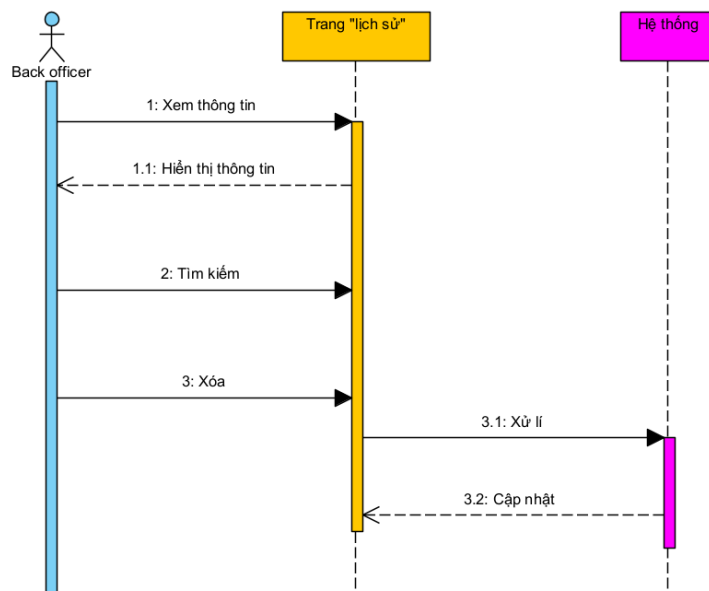 Trang "lịch sử"
Hệ thống
Back officer
1: Xem thông tin
1.1: Hiển thị thông tin
2: Tìm kiếm
3: Xóa
3.1: Xử lí
3.2: Cập nhật